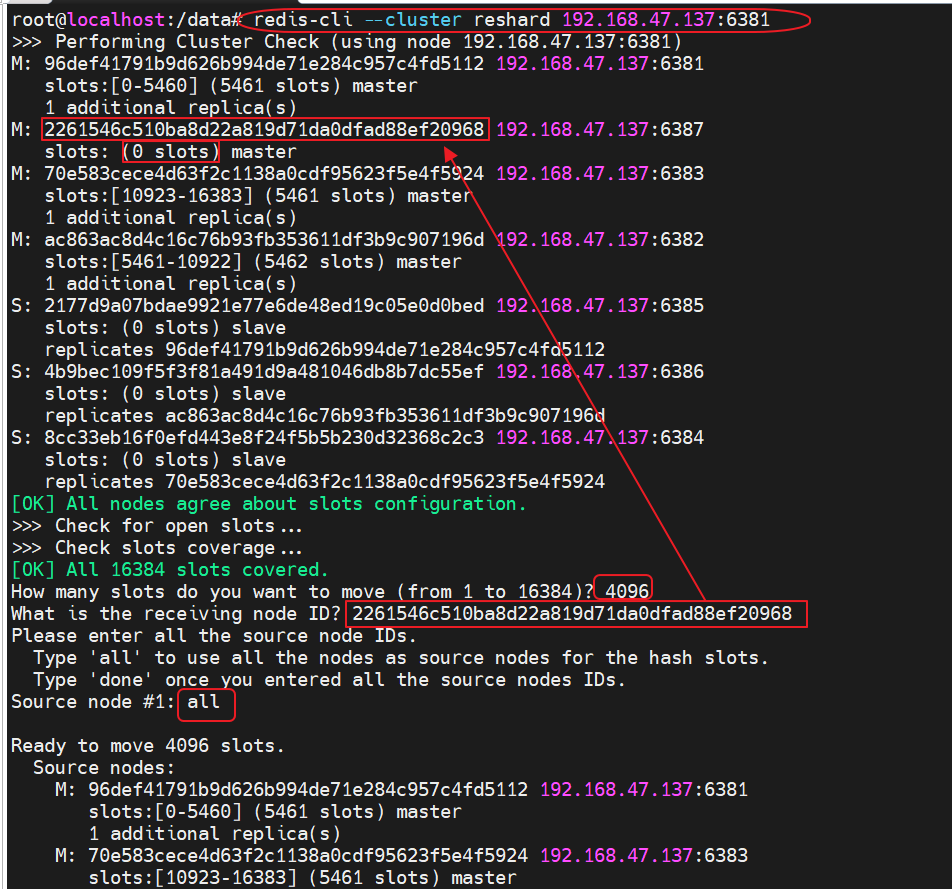 root@localhost:/data# redis-cli --cluster reshard 192.168.47.137:6381
>>> Performing Cluster Check (using node 192.168.47.137:6381)
M: 96def41791b9d626b994de71e284c957c4fd5112 192.168.47.137:6381
   slots:[0-5460] (5461 slots) master
   1 additional replica(s)
M: 2261546c510ba8d22a819d71da0dfad88ef20968 192.168.47.137:6387
   slots: (0 slots) master
M: 70e583cece4d63f2c1138a0cdf95623f5e4f5924 192.168.47.137:6383
   slots:[10923-16383] (5461 slots) master
   1 additional replica(s)
M: ac863ac8d4c16c76b93fb353611df3b9c907196d 192.168.47.137:6382
   slots:[5461-10922] (5462 slots) master
   1 additional replica(s)
S: 2177d9a07bdae9921e77e6de48ed19c05e0d0bed 192.168.47.137:6385
   slots: (0 slots) slave
   replicates 96def41791b9d626b994de71e284c957c4fd5112
S: 4b9bec109f5f3f81a491d9a481046db8b7dc55ef 192.168.47.137:6386
   slots: (0 slots) slave
   replicates ac863ac8d4c16c76b93fb353611df3b9c907196d
S: 8cc33eb16f0efd443e8f24f5b5b230d32368c2c3 192.168.47.137:6384
   slots: (0 slots) slave
   replicates 70e583cece4d63f2c1138a0cdf95623f5e4f5924
[OK] All nodes agree about slots configuration.
>>> Check for open slots...
>>> Check slots coverage...
[OK] All 16384 slots covered.
How many slots do you want to move (from 1 to 16384)? 4096
What is the receiving node ID? 2261546c510ba8d22a819d71da0dfad88ef20968
Please enter all the source node IDs.
  Type 'all' to use all the nodes as source nodes for the hash slots.
  Type 'done' once you entered all the source nodes IDs.
Source node #1: all
Ready to move 4096 slots.
  Source nodes:
    M: 96def41791b9d626b994de71e284c957c4fd5112 192.168.47.137:6381
       slots:[0-5460] (5461 slots) master
       1 additional replica(s)
    M: 70e583cece4d63f2c1138a0cdf95623f5e4f5924 192.168.47.137:6383
       slots:[10923-16383] (5461 slots) master